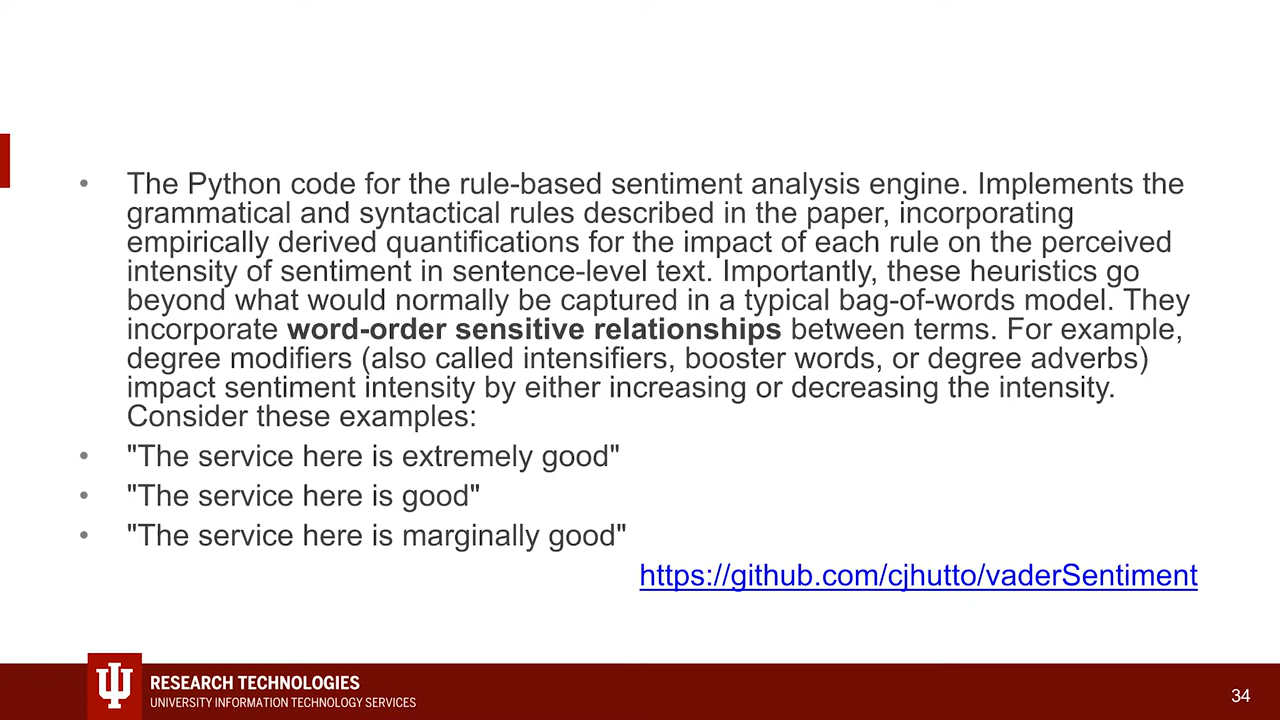 • The Python code for the rule-based sentiment analysis engine. Implements the
grammatical and syntactical rules described in the paper, incorporating
empirically derived quantifications for the impact of each rule on the perceived
intensity of sentiment in sentence-level text. Importantly, these heuristics go
beyond what would normally be captured in a typical bag-of-words model. They
incorporate word-order sensitive relationships between terms. For example,
degree modifiers (also called intensifiers, booster words, or degree adverbs)
impact sentiment intensity by either increasing or decreasing the intensity.
Consider these examples:
• "The service here is extremely good"
• "The service here is good"
• "The service here is marginally good"
https://github.com/cjhutto/vaderSentiment
RESEARCH TECHNOLOGIES
UNIVERSITY INFORMATION TECHNOLOGY SERVICES
34